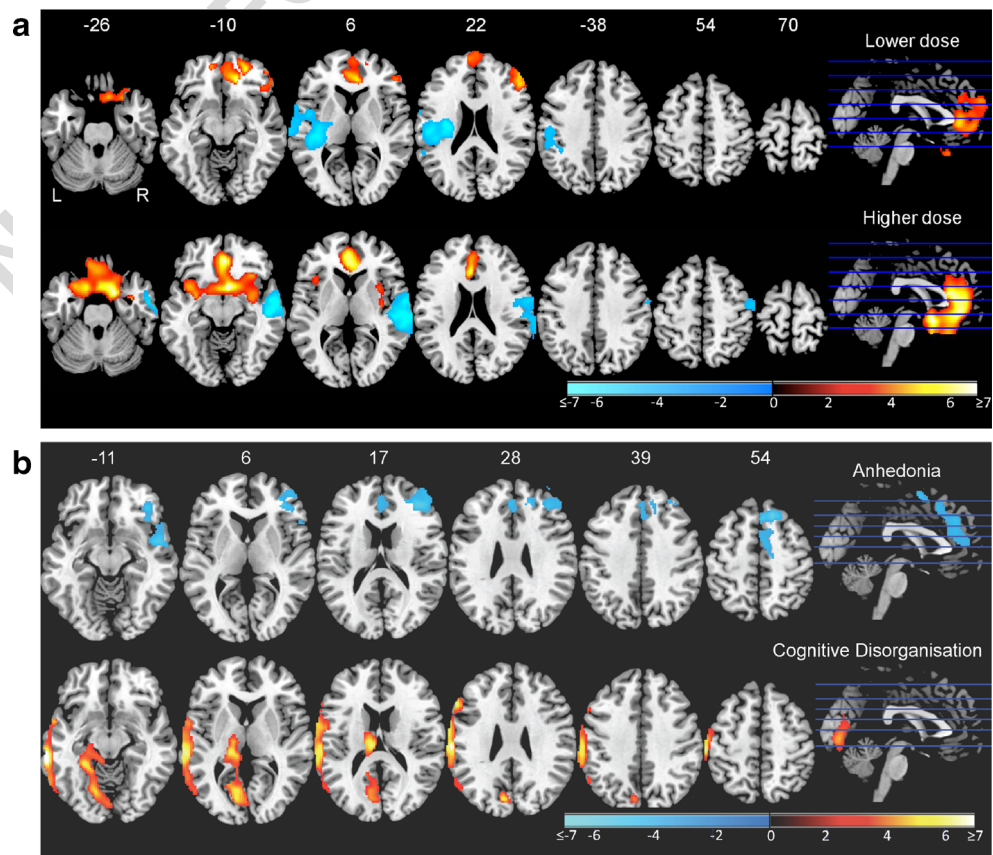 a
-26 -10 6 22 -38 54 70
Lower dose
L R
Higher dose
≤-7 -6 -4 -2 0 2 4 6 ≥7
b
-11 6 17 28 39 54
Anhedonia
Cognitive Disorganisation
≤-7 -6 -4 -2 0 2 4 6 ≥7